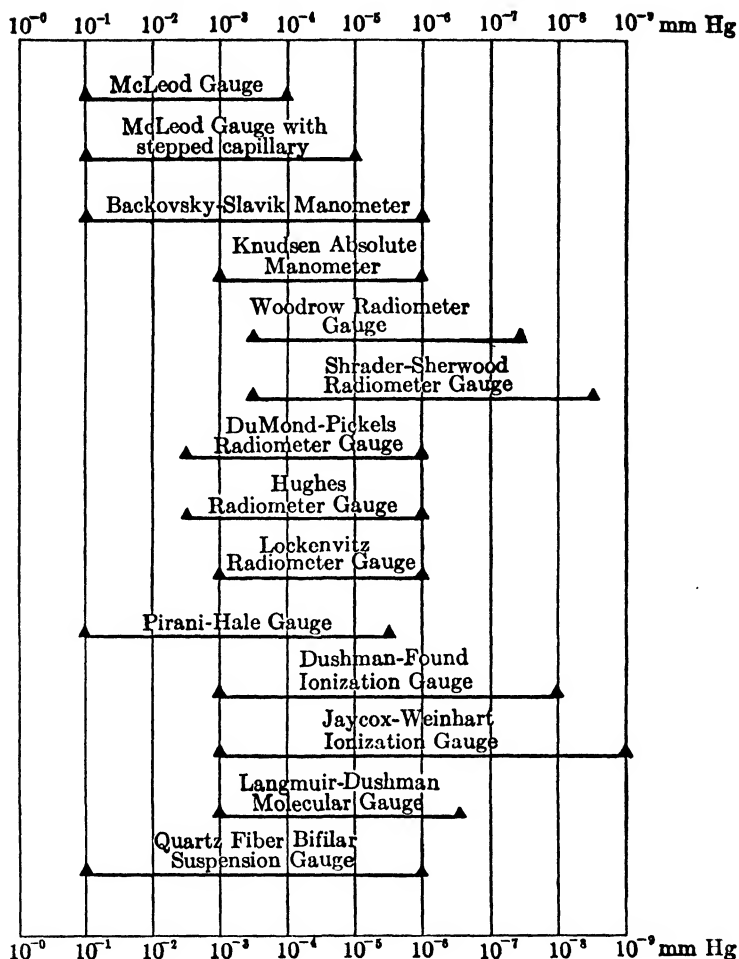 10⁻⁰ 10⁻¹ 10⁻² 10⁻³ 10⁻⁴ 10⁻⁵ 10⁻⁶ 10⁻⁷ 10⁻⁸ 10⁻⁹ mm Hg
McLeod Gauge
McLeod Gauge with
stepped capillary
Backovsky-Slavik Manometer
Knudsen Absolute
Manometer
Woodrow Radiometer
Gauge
Shrader-Sherwood
Radiometer Gauge
DuMond-Pickels
Radiometer Gauge
Hughes
Radiometer Gauge
Lockenvitz
Radiometer Gauge
Pirani-Hale Gauge
Dushman-Found
Ionization Gauge
Jaycox-Weinhart
Ionization Gauge
Langmuir-Dushman
Molecular Gauge
Quartz Fiber Bifilar
Suspension Gauge
10⁻⁰ 10⁻¹ 10⁻² 10⁻³ 10⁻⁴ 10⁻⁵ 10⁻⁶ 10⁻⁷ 10⁻⁸ 10⁻⁹ mm Hg